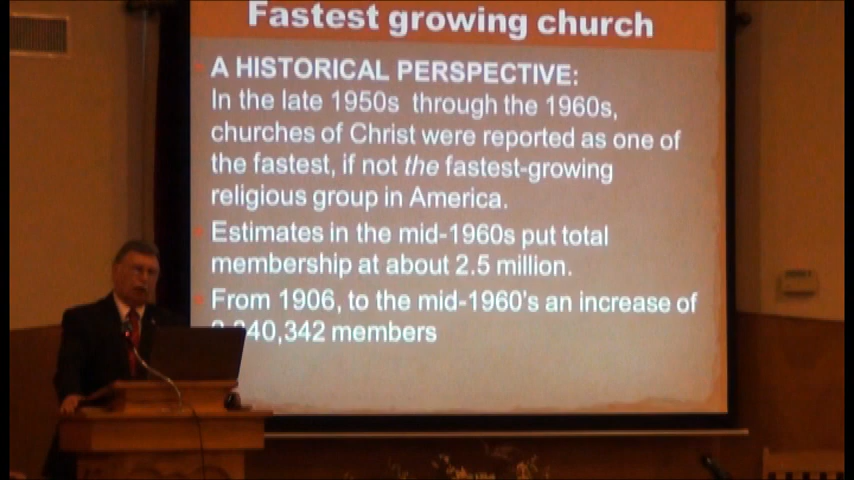 Fastest growing church
A HISTORICAL PERSPECTIVE:
In the late 1950s through the 1960s,
churches of Christ were reported as one of
the fastest, if not the fastest-growing
religious group in America.
Estimates in the mid-1960s put total
membership at about 2.5 million.
From 1906, to the mid-1960's an increase of
members